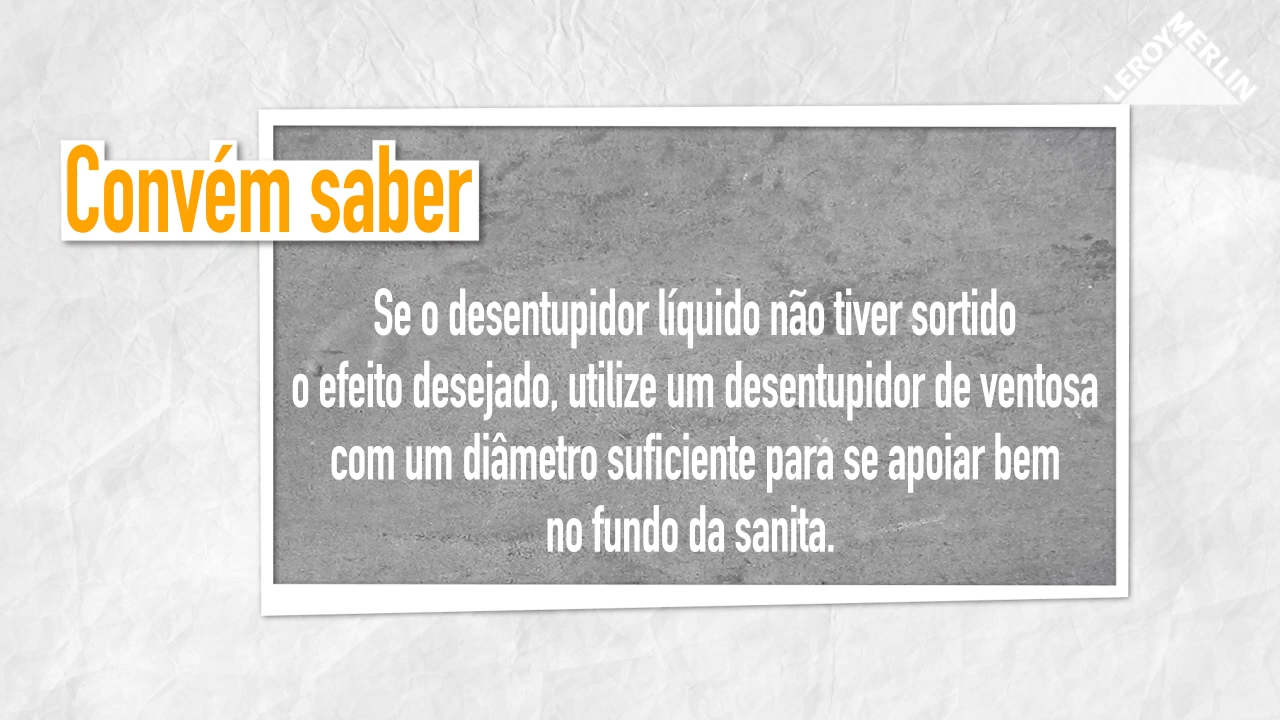 LEROY MERLIN
Convém saber
Se o desentupidor líquido não tiver sortido
o efeito desejado, utilize um desentupidor de ventosa
com um diâmetro suficiente para se apoiar bem
no fundo da sanita.